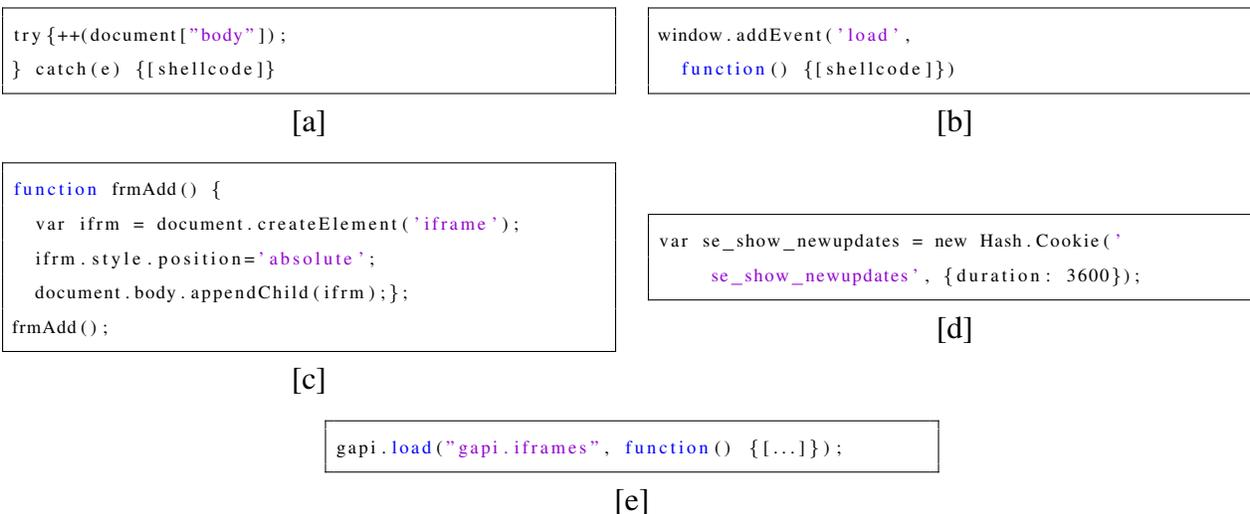 try{++(document["body"]);
} catch(e) {[shellcode]}
[a]
window.addEvent('load',
function() {[shellcode]})
[b]
function frmAdd() {
var ifrm = document.createElement('iframe');
ifrm.style.position='absolute';
document.body.appendChild(ifrm);};
frmAdd();
[c]
var se_show_newupdates = new Hash.Cookie('
se_show_newupdates', {duration: 3600});
[d]
gapi.load("gapi.iframes", function() {[...]});
[e]